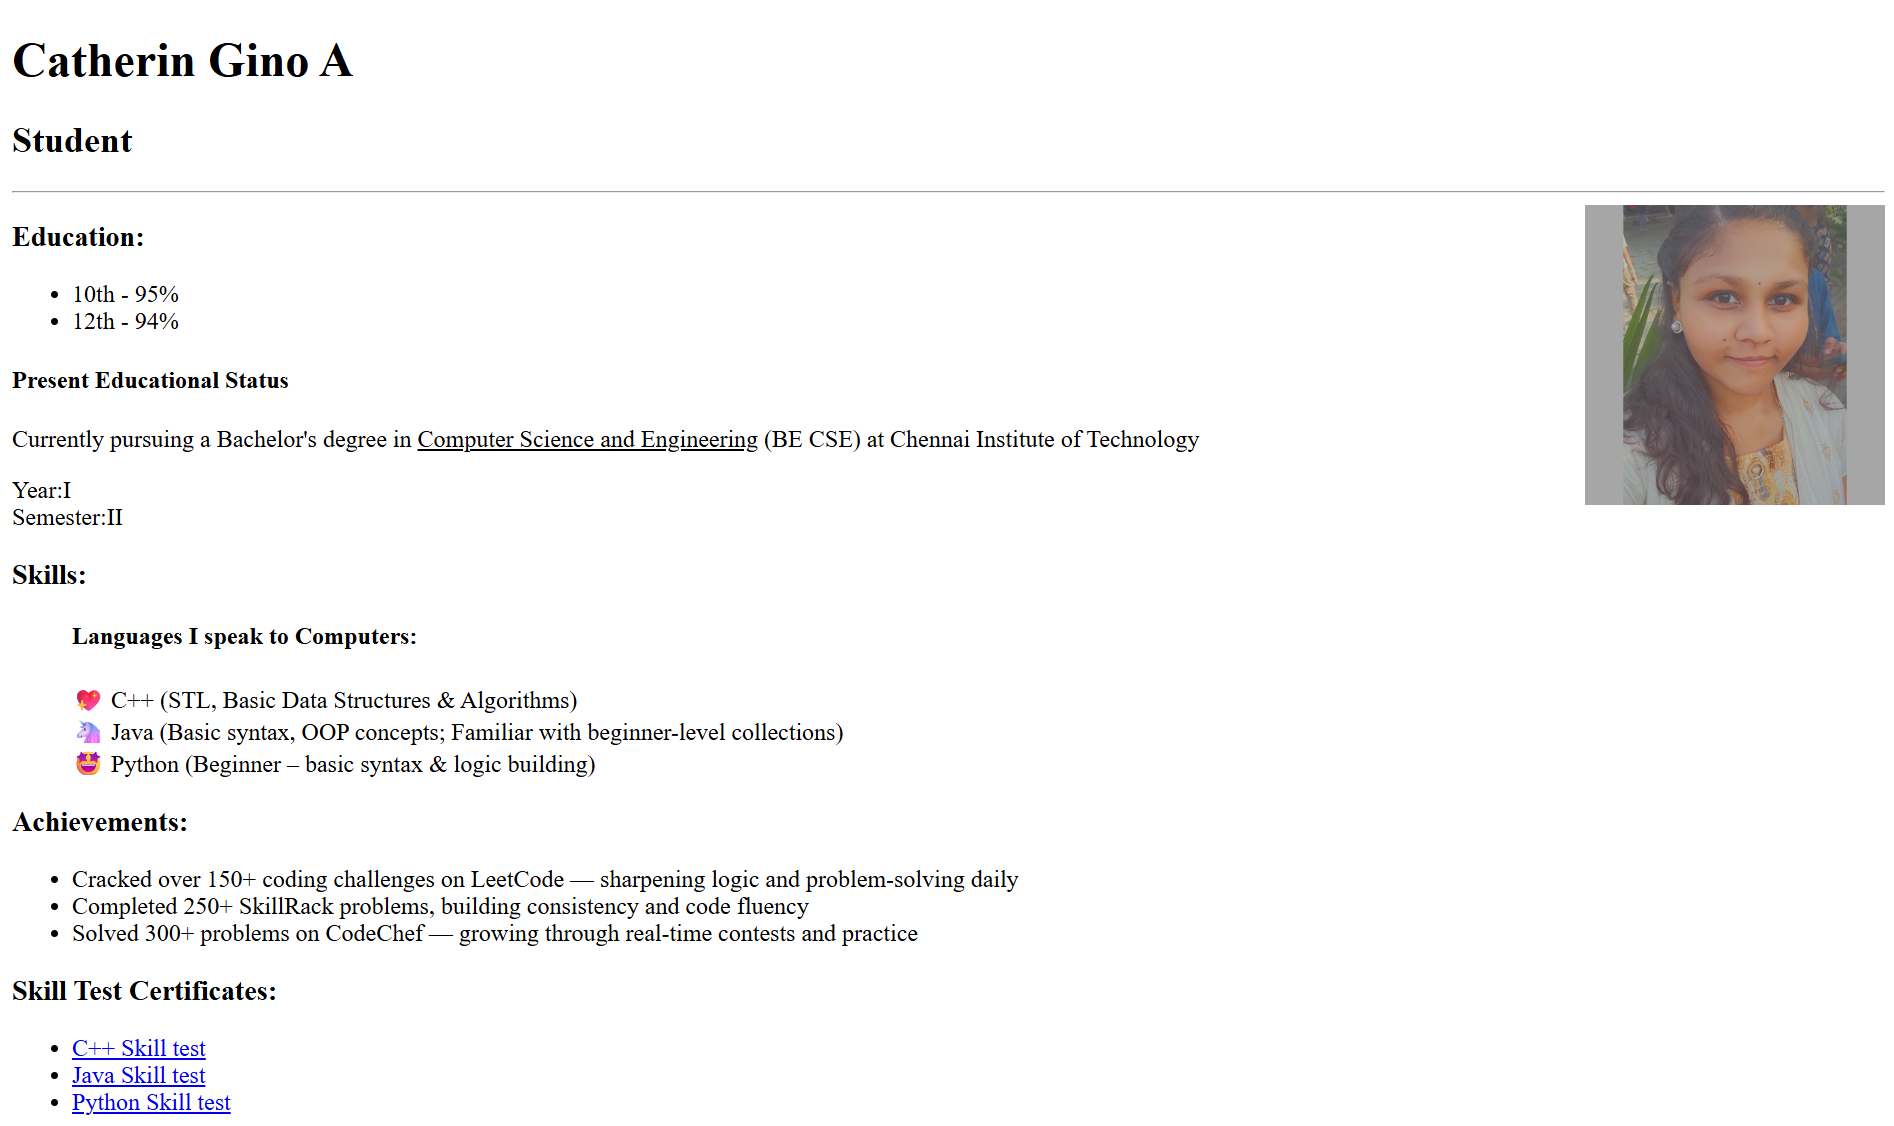 Catherin Gino A
Student
Education:
• 10th - 95%
• 12th - 94%
Present Educational Status
Currently pursuing a Bachelor's degree in Computer Science and Engineering (BE CSE) at Chennai Institute of Technology
Year:I
Semester:II
Skills:
Languages I speak to Computers:
💖 C++ (STL, Basic Data Structures & Algorithms)
🦄 Java (Basic syntax, OOP concepts; Familiar with beginner-level collections)
🤩 Python (Beginner – basic syntax & logic building)
Achievements:
• Cracked over 150+ coding challenges on LeetCode — sharpening logic and problem-solving daily
• Completed 250+ SkillRack problems, building consistency and code fluency
• Solved 300+ problems on CodeChef — growing through real-time contests and practice
Skill Test Certificates:
• C++ Skill test
• Java Skill test
• Python Skill test